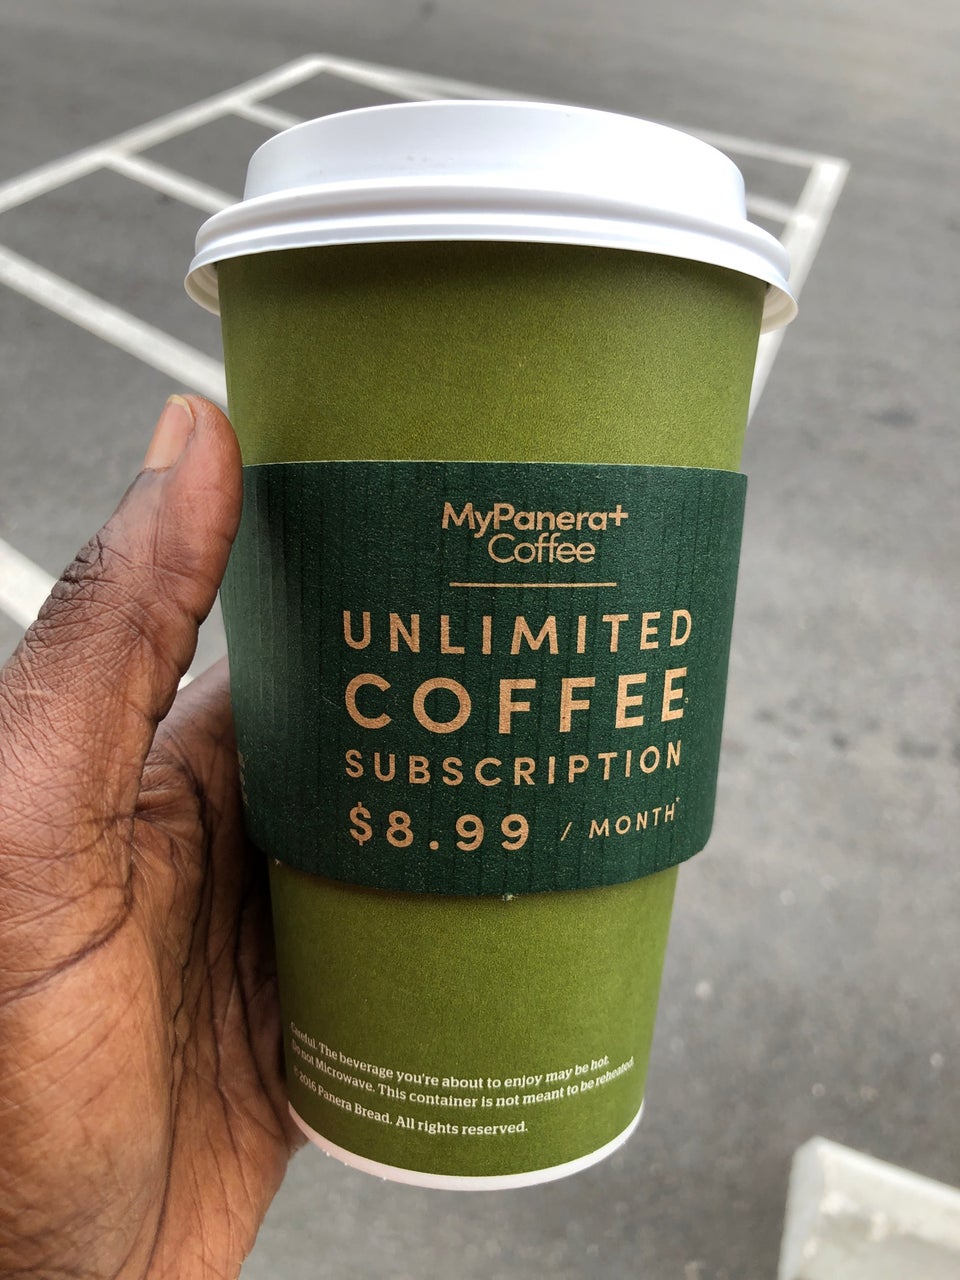 MyPanera+
Coffee
UNLIMITED
COFFEE
SUBSCRIPTION
$8.99 / MONTH*
Careful. The beverage you're about to enjoy may be hot.
Do not Microwave. This container is not meant to be reheated.
©2016 Panera Bread. All rights reserved.